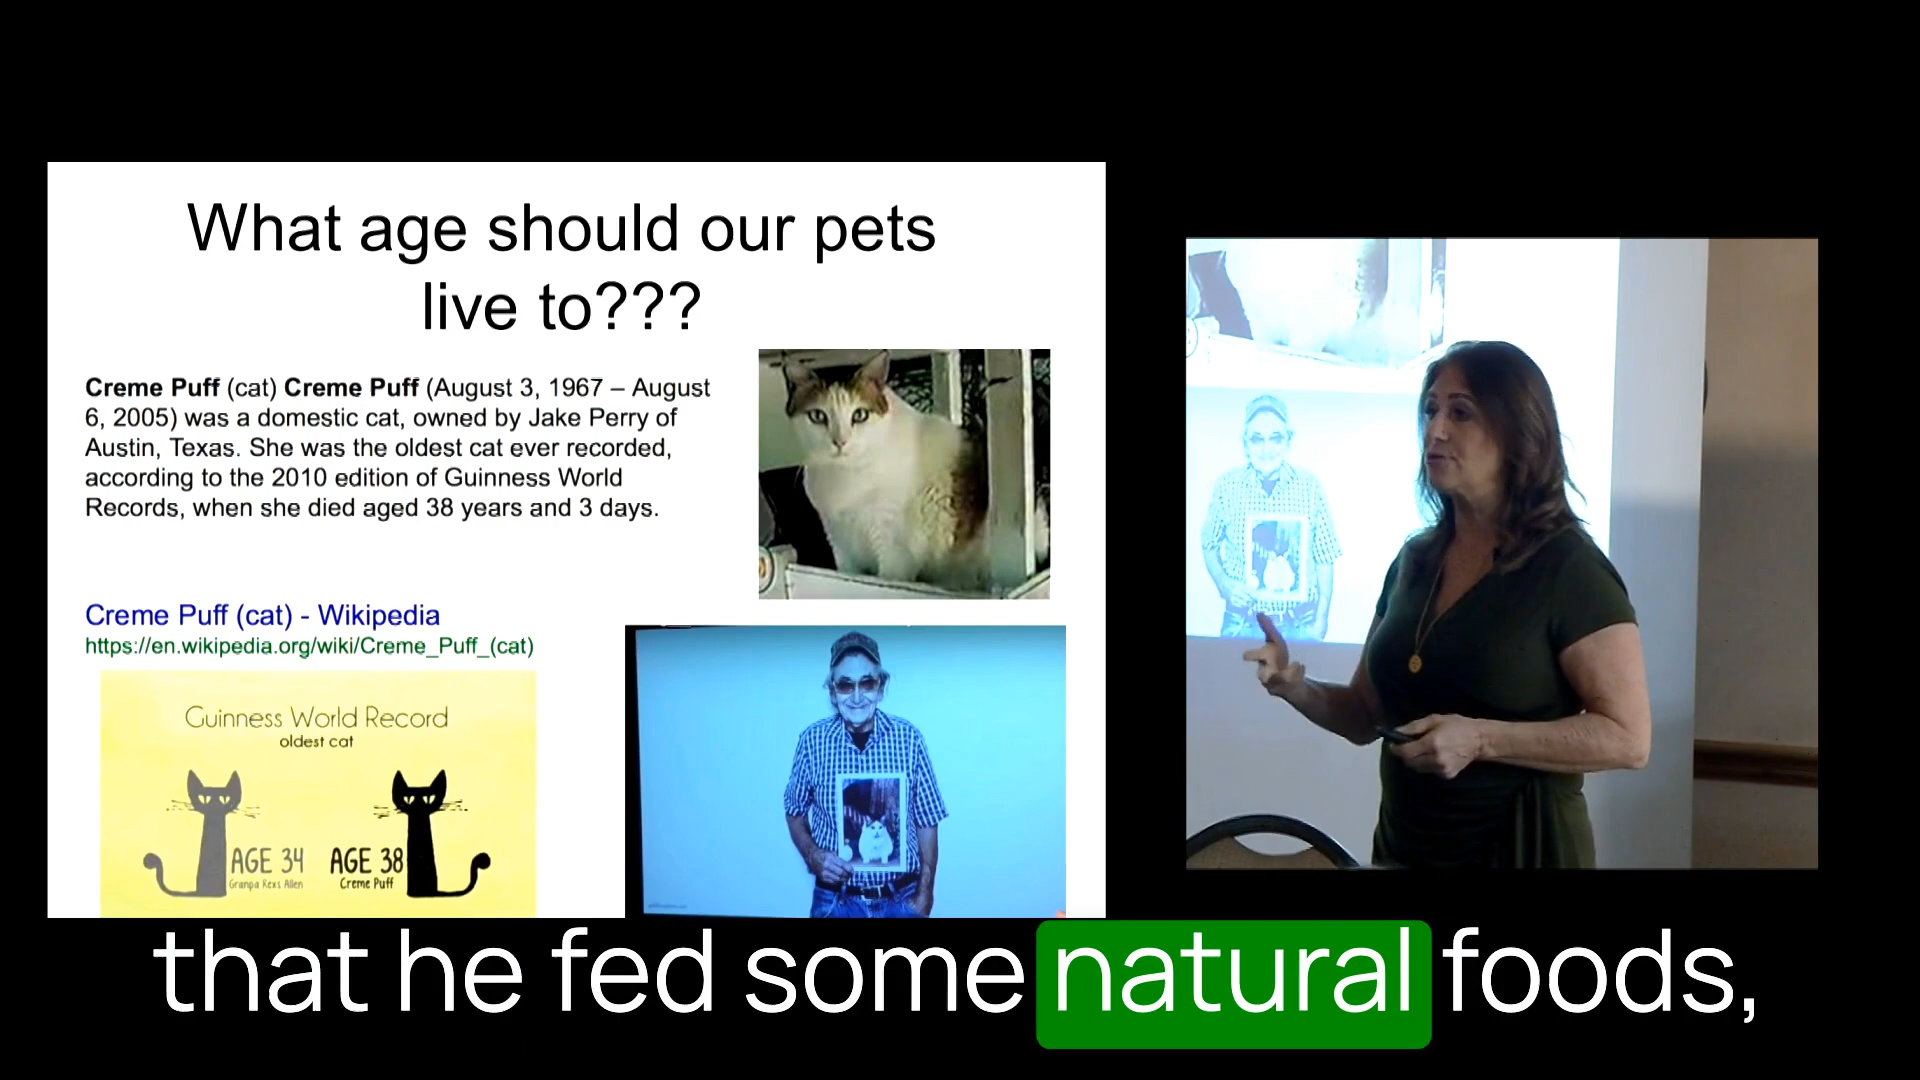 What age should our pets
live to???
Creme Puff (cat) Creme Puff (August 3, 1967 – August
6, 2005) was a domestic cat, owned by Jake Perry of
Austin, Texas. She was the oldest cat ever recorded,
according to the 2010 edition of Guinness World
Records, when she died aged 38 years and 3 days.
Creme Puff (cat) - Wikipedia
https://en.wikipedia.org/wiki/Creme_Puff_(cat)
Guinness World Record
oldest cat
AGE 34
Granpa Rexs Allen
AGE 38
Creme Puff
that he fed some natural foods,